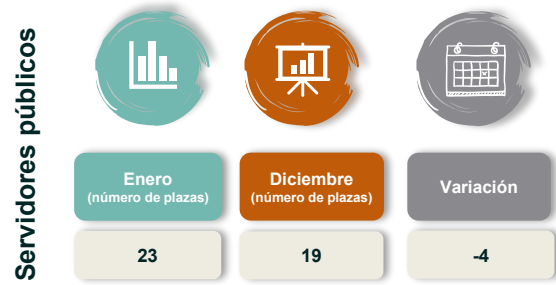 Servidores públicos
Enero
(número de plazas)
Diciembre
(número de plazas)
Variación
23
19
-4